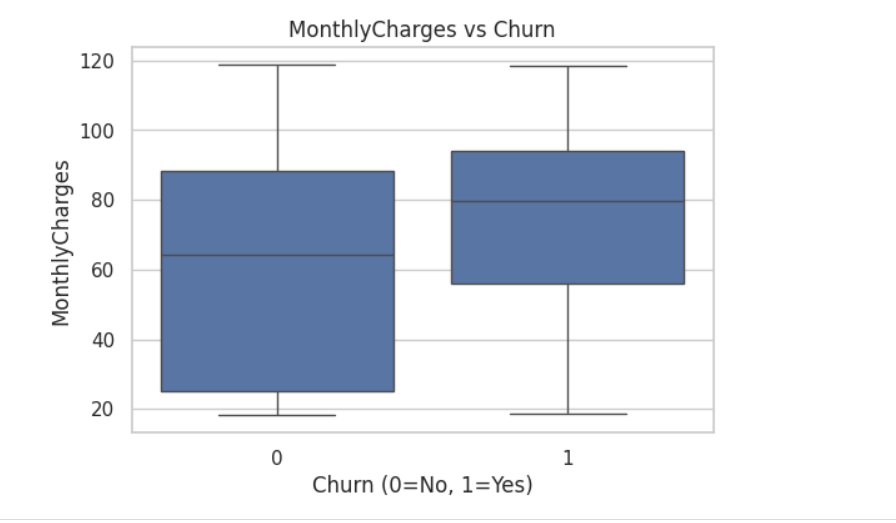 MonthlyCharges vs Churn
120
100
80
60
40
20
MonthlyCharges
0 1
Churn (0=No, 1=Yes)